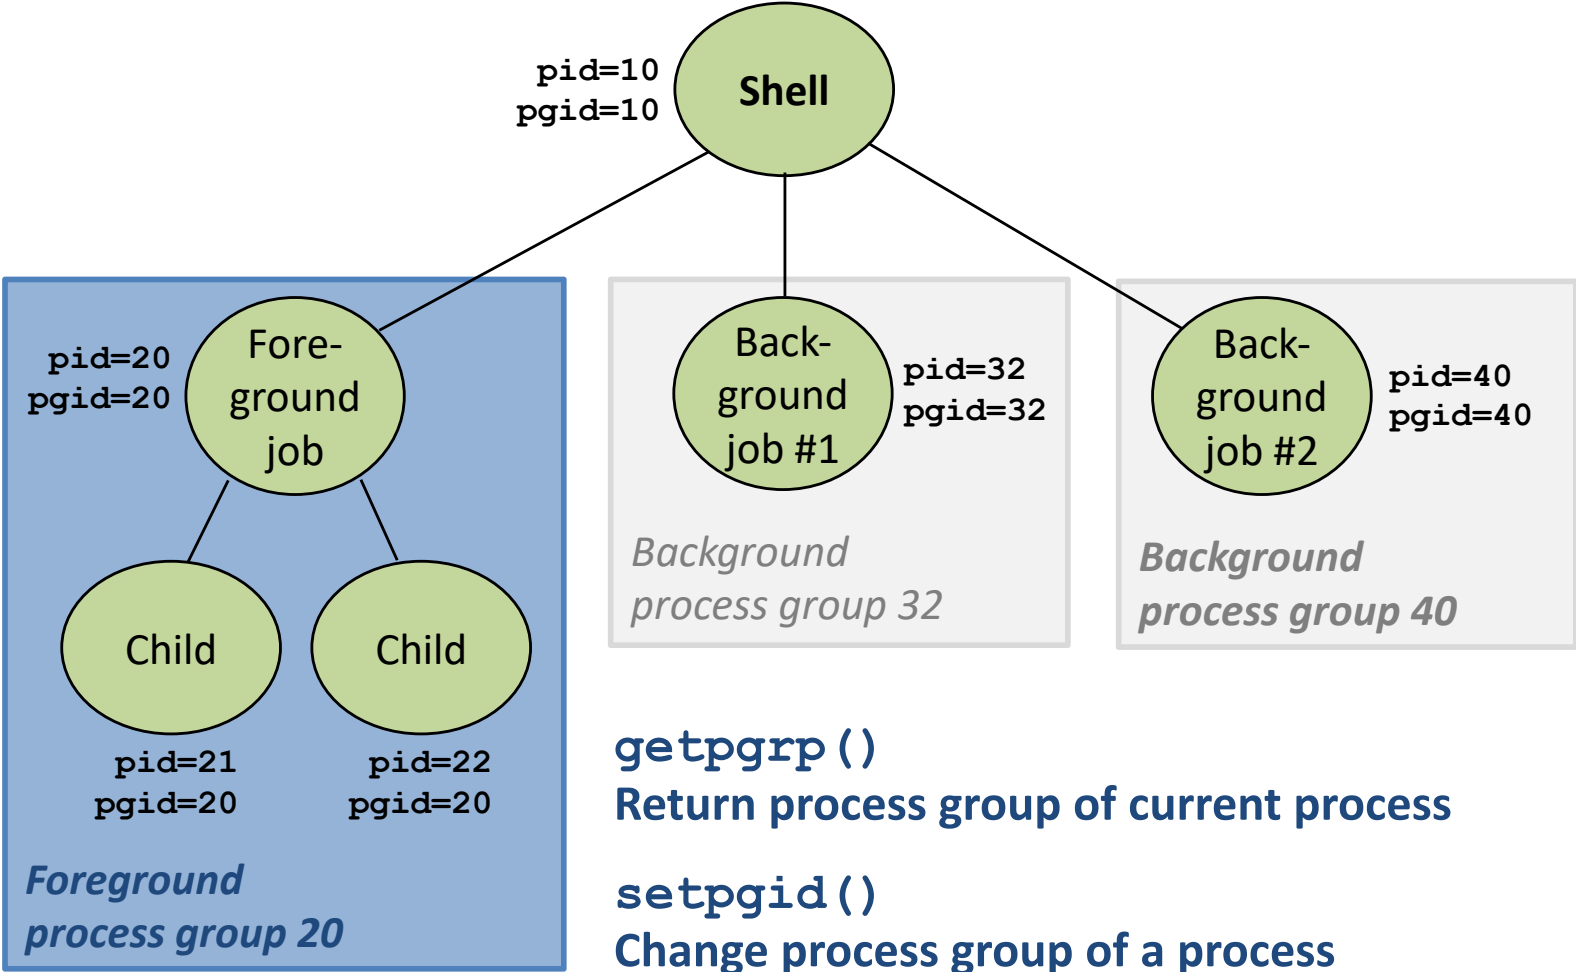 pid=10
pgid=10
Shell
pid=20
pgid=20
Fore-
ground
job
Back-
ground
job #1
pid=32
pgid=32
Back-
ground
job #2
pid=40
pgid=40
Background
process group 32
Background
process group 40
Child
Child
pid=21
pgid=20
pid=22
pgid=20
Foreground
process group 20
getpgrp()
Return process group of current process
setpgid()
Change process group of a process